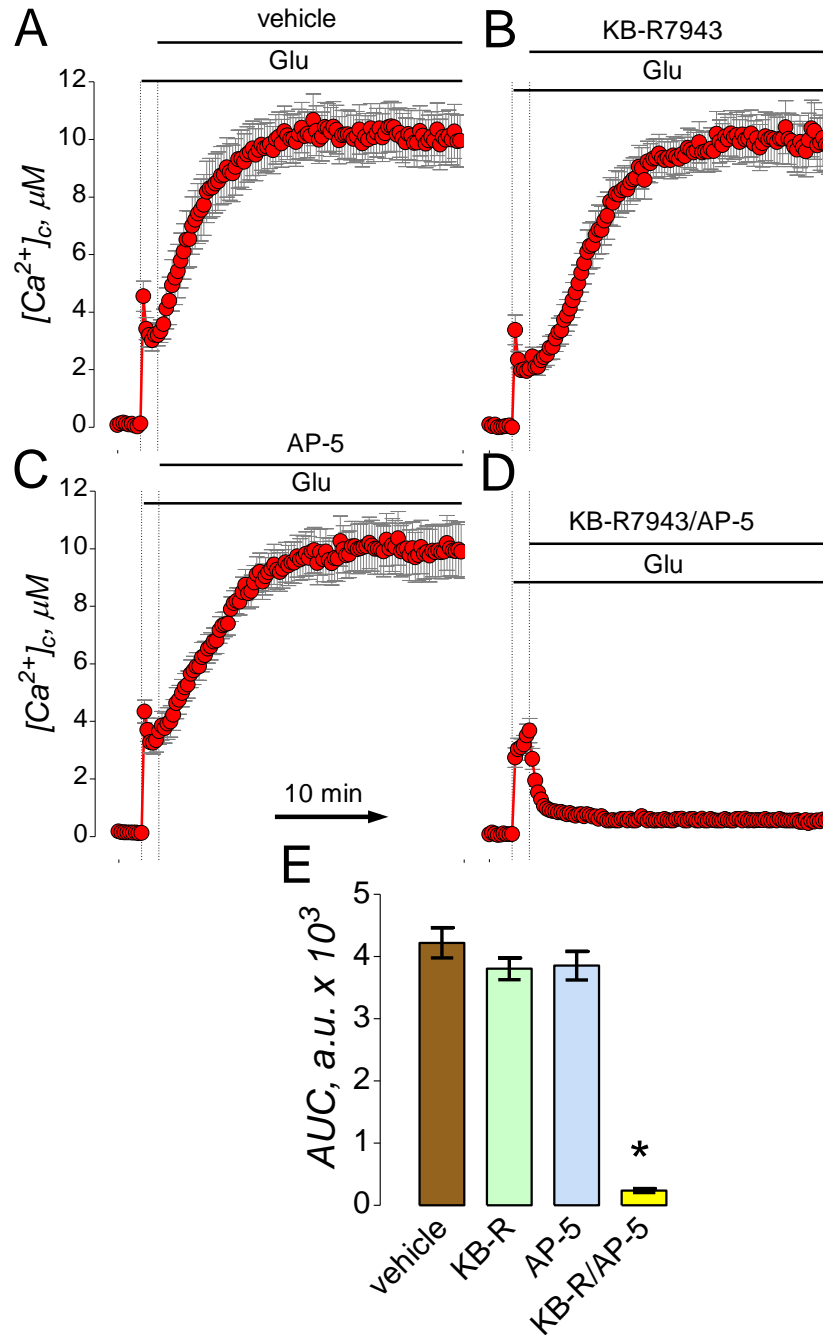 A
vehicle
Glu
12
10
8
6
4
2
0
[Ca²⁺]c, μM
B
KB-R7943
Glu
C
AP-5
Glu
12
10
8
6
4
2
0
[Ca²⁺]c, μM
10 min
D
KB-R7943/AP-5
Glu
E
5
4
3
2
1
0
AUC, a.u. x 10³
*
vehicle
KB-R
AP-5
KB-R/AP-5